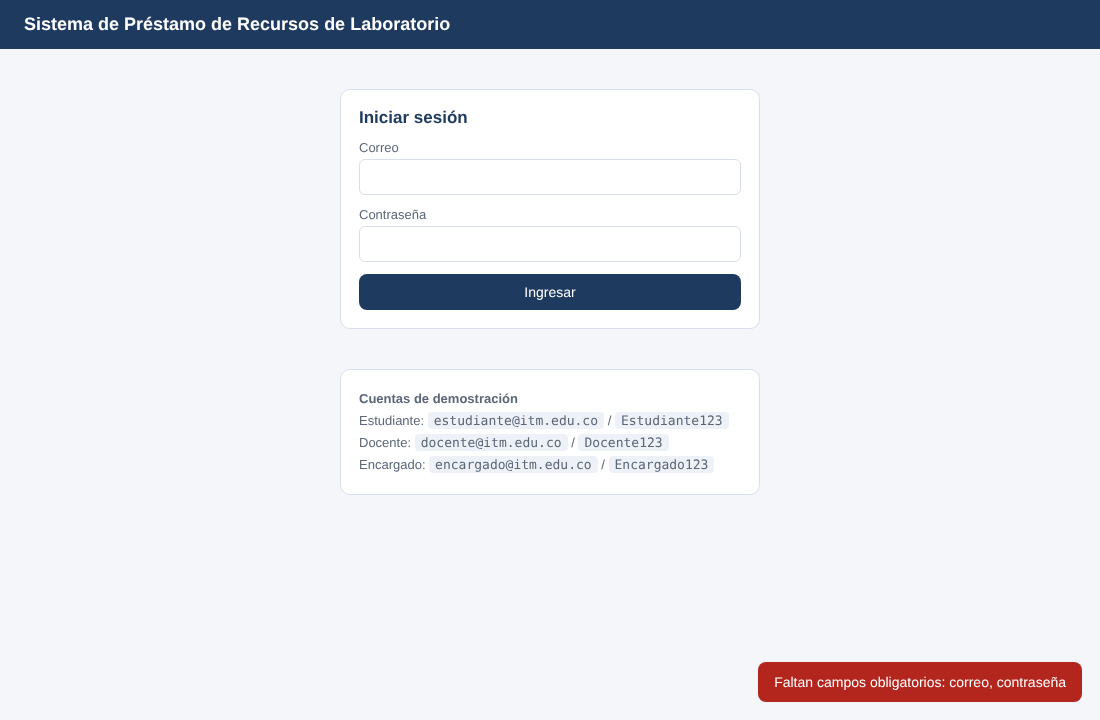 Sistema de Préstamo de Recursos de Laboratorio
Iniciar sesión
Correo
Contraseña
Ingresar
Cuentas de demostración
Estudiante: estudiante@itm.edu.co / Estudiante123
Docente: docente@itm.edu.co / Docente123
Encargado: encargado@itm.edu.co / Encargado123
Faltan campos obligatorios: correo, contraseña